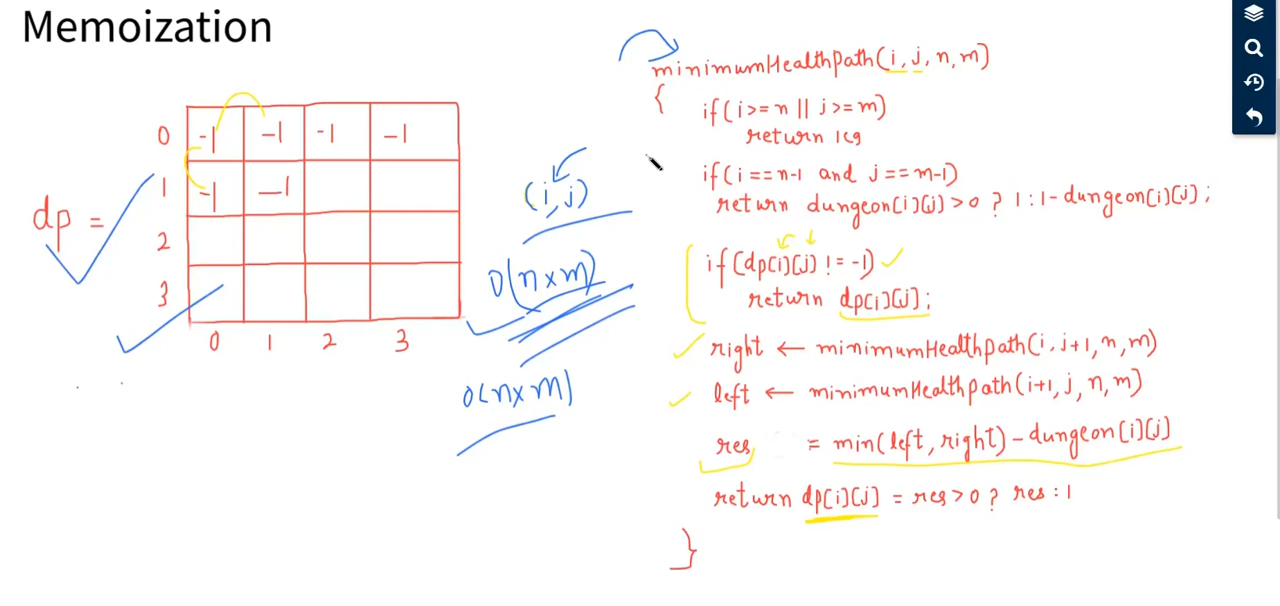 Memoization
dp =
0 -1 -1 -1 -1
1 -1 -1
2
3
0 1 2 3
(i,j)
O(n×m)
O(n×m)
minimumHealthPath(i,j,n,m)
{
if(i>=n || j>=m)
return 1e9
if(i==n-1 and j==m-1)
return dungeon[i][j]>0 ? 1:1-dungeon[i][j];
if(dp[i][j] != -1)
return dp[i][j];
right ← minimumHealthPath(i,j+1,n,m)
left ← minimumHealthPath(i+1,j,n,m)
res = min(left,right)-dungeon[i][j]
return dp[i][j] = res>0 ? res:1
}